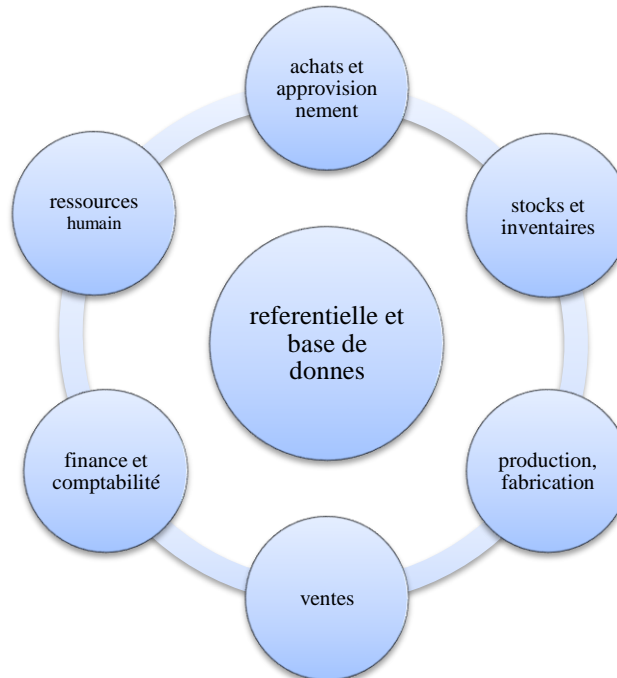 achats et
approvision
nement
ressources
humain
stocks et
inventaires
referentielle et
base de
donnes
finance et
comptabilité
production,
fabrication
ventes